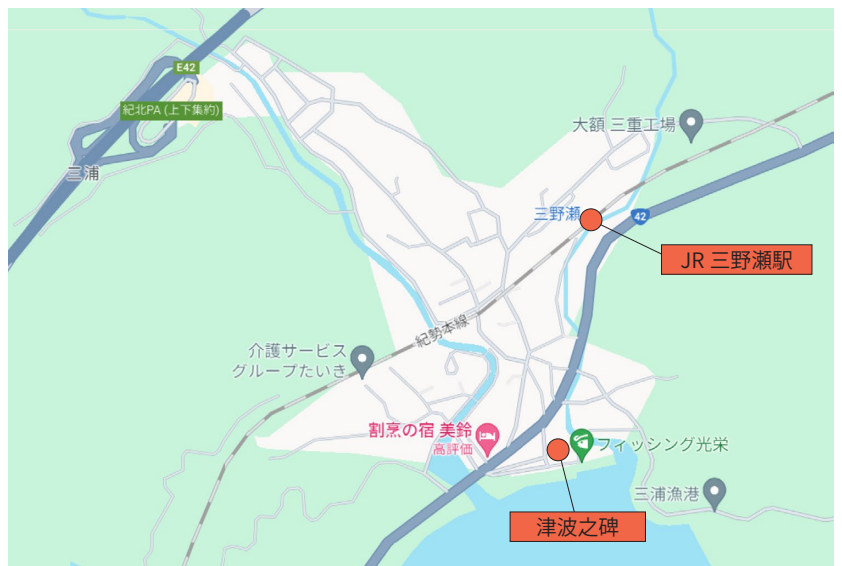 E42
紀北PA (上下集約)
三浦
大額 三重工場
三野瀬
42
JR 三野瀬駅
紀勢本線
介護サービス
グループたいき
割烹の宿 美鈴
高評価
フィッシング光栄
三浦漁港
津波之碑